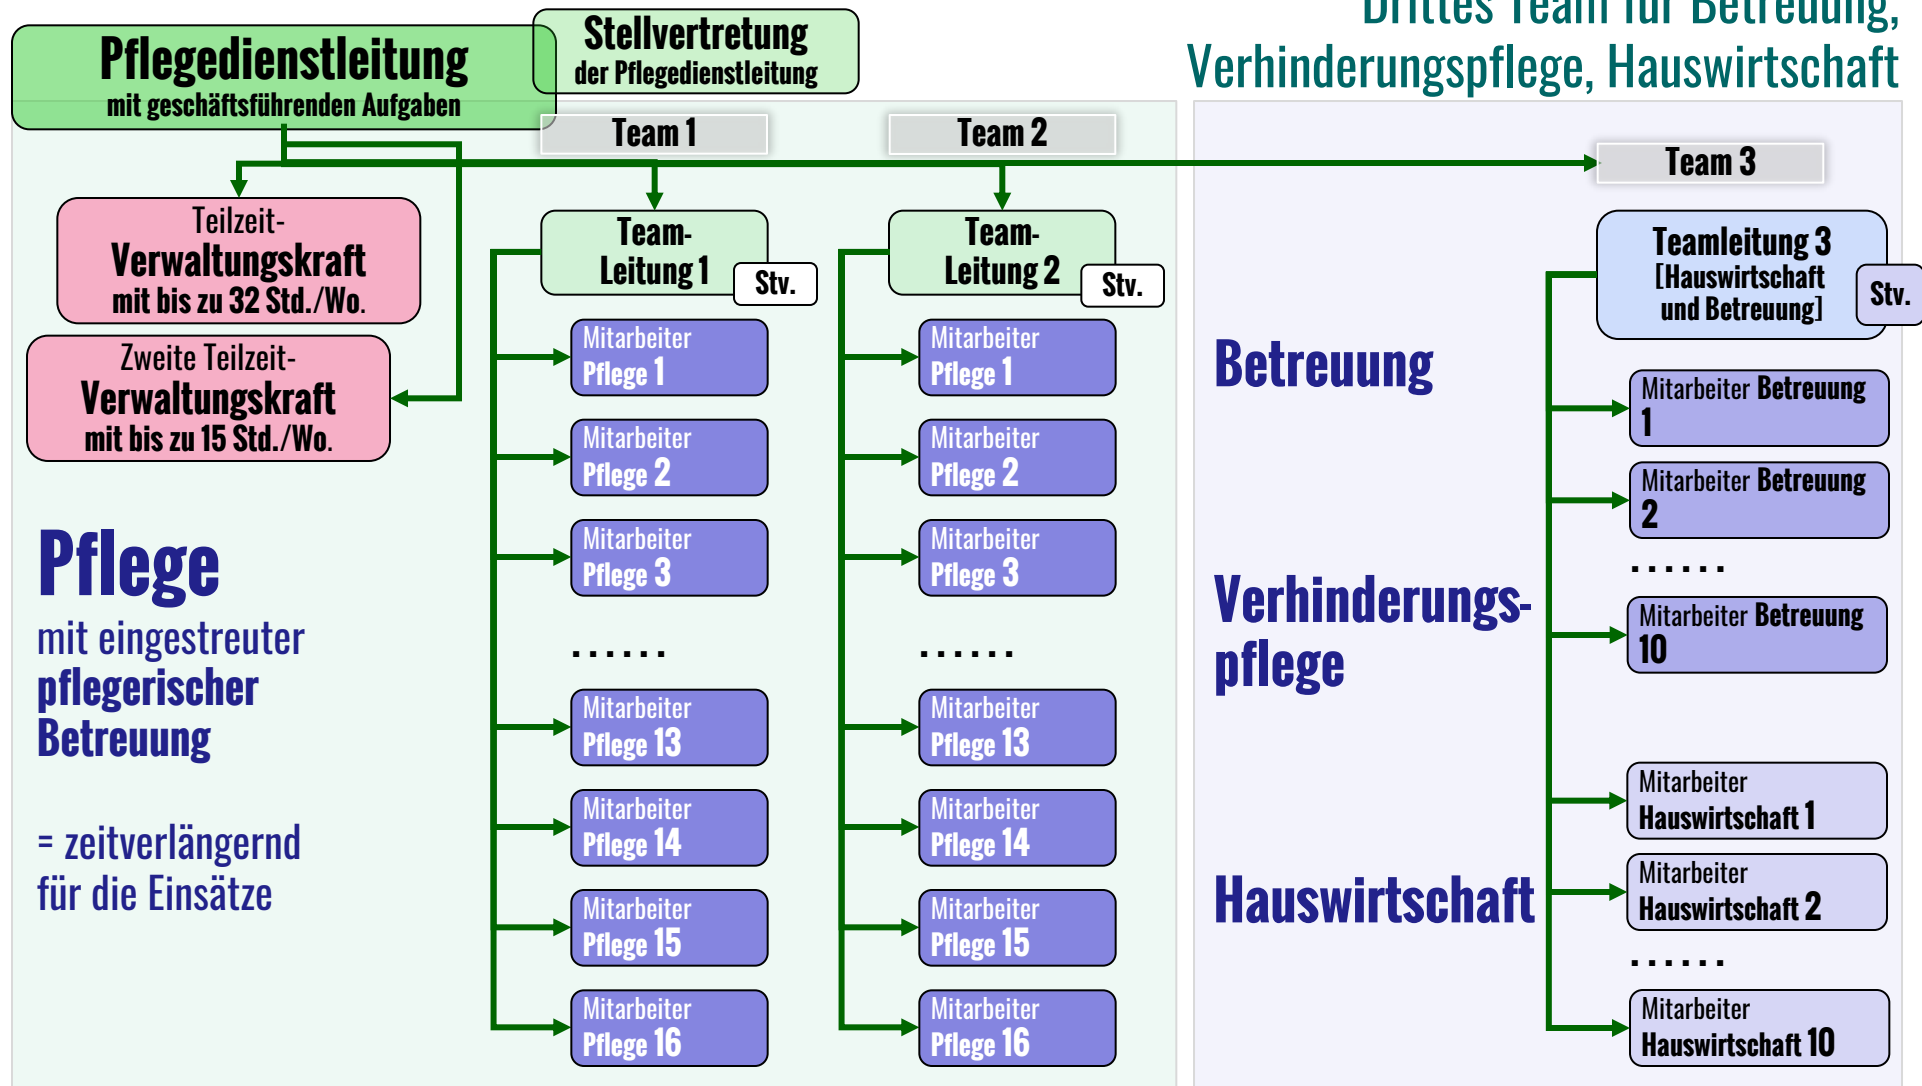 Drittes Team für Betreuung,
Verhinderungspflege, Hauswirtschaft
Pflegedienstleitung
mit geschäftsführenden Aufgaben
Stellvertretung
der Pflegedienstleitung
Teilzeit-
Verwaltungskraft
mit bis zu 32 Std./Wo.
Zweite Teilzeit-
Verwaltungskraft
mit bis zu 15 Std./Wo.
Pflege
mit eingestreuter
pflegerischer
Betreuung
= zeitverlängernd
für die Einsätze
Team 1
Team-
Leitung 1
Stv.
Mitarbeiter
Pflege 1
Mitarbeiter
Pflege 2
Mitarbeiter
Pflege 3
......
Mitarbeiter
Pflege 13
Mitarbeiter
Pflege 14
Mitarbeiter
Pflege 15
Mitarbeiter
Pflege 16
Team 2
Team-
Leitung 2
Stv.
Mitarbeiter
Pflege 1
Mitarbeiter
Pflege 2
Mitarbeiter
Pflege 3
......
Mitarbeiter
Pflege 13
Mitarbeiter
Pflege 14
Mitarbeiter
Pflege 15
Mitarbeiter
Pflege 16
Betreuung
Verhinderungs-
pflege
Hauswirtschaft
Team 3
Teamleitung 3
[Hauswirtschaft
und Betreuung]
Stv.
Mitarbeiter Betreuung
1
Mitarbeiter Betreuung
2
......
Mitarbeiter Betreuung
10
Mitarbeiter
Hauswirtschaft 1
Mitarbeiter
Hauswirtschaft 2
......
Mitarbeiter
Hauswirtschaft 10